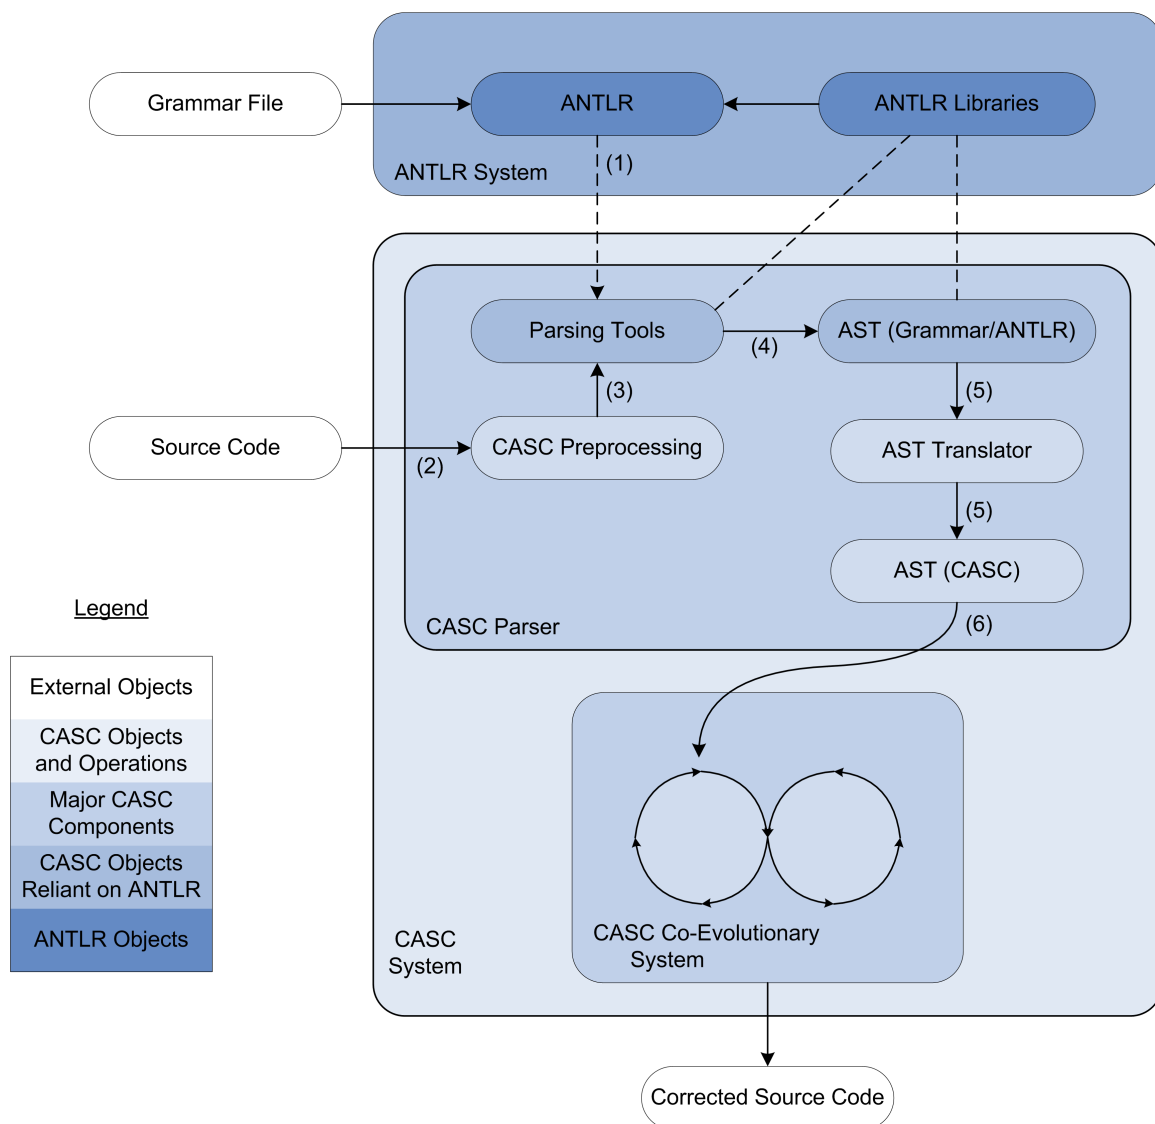 Grammar File
ANTLR
ANTLR Libraries
(1)
ANTLR System
Parsing Tools
(4)
AST (Grammar/ANTLR)
(3)
(5)
Source Code
(2)
CASC Preprocessing
AST Translator
(5)
AST (CASC)
(6)
CASC Parser
Legend
External Objects
CASC Objects
and Operations
Major CASC
Components
CASC Objects
Reliant on ANTLR
ANTLR Objects
CASC Co-Evolutionary
System
CASC
System
Corrected Source Code